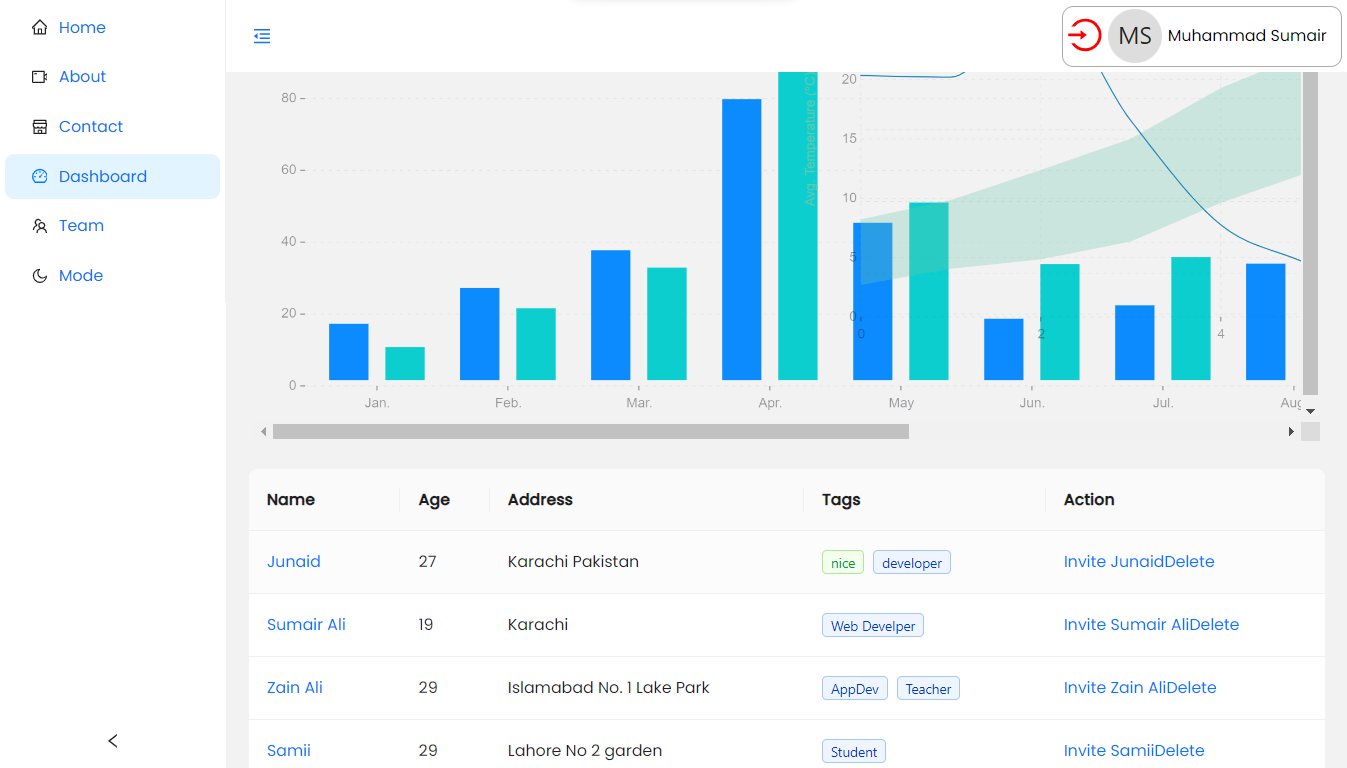 Home
About
Contact
Dashboard
Team
Mode
MS Muhammad Sumair
80
60
40
20
0
Jan. Feb. Mar. Apr. May Jun. Jul. Aug
Avg. Temperature (°C)
20
15
10
5
0
0 2 4
Name Age Address Tags Action
Junaid 27 Karachi Pakistan nice developer Invite JunaidDelete
Sumair Ali 19 Karachi Web Develper Invite Sumair AliDelete
Zain Ali 29 Islamabad No. 1 Lake Park AppDev Teacher Invite Zain AliDelete
Samii 29 Lahore No 2 garden Student Invite SamiiDelete